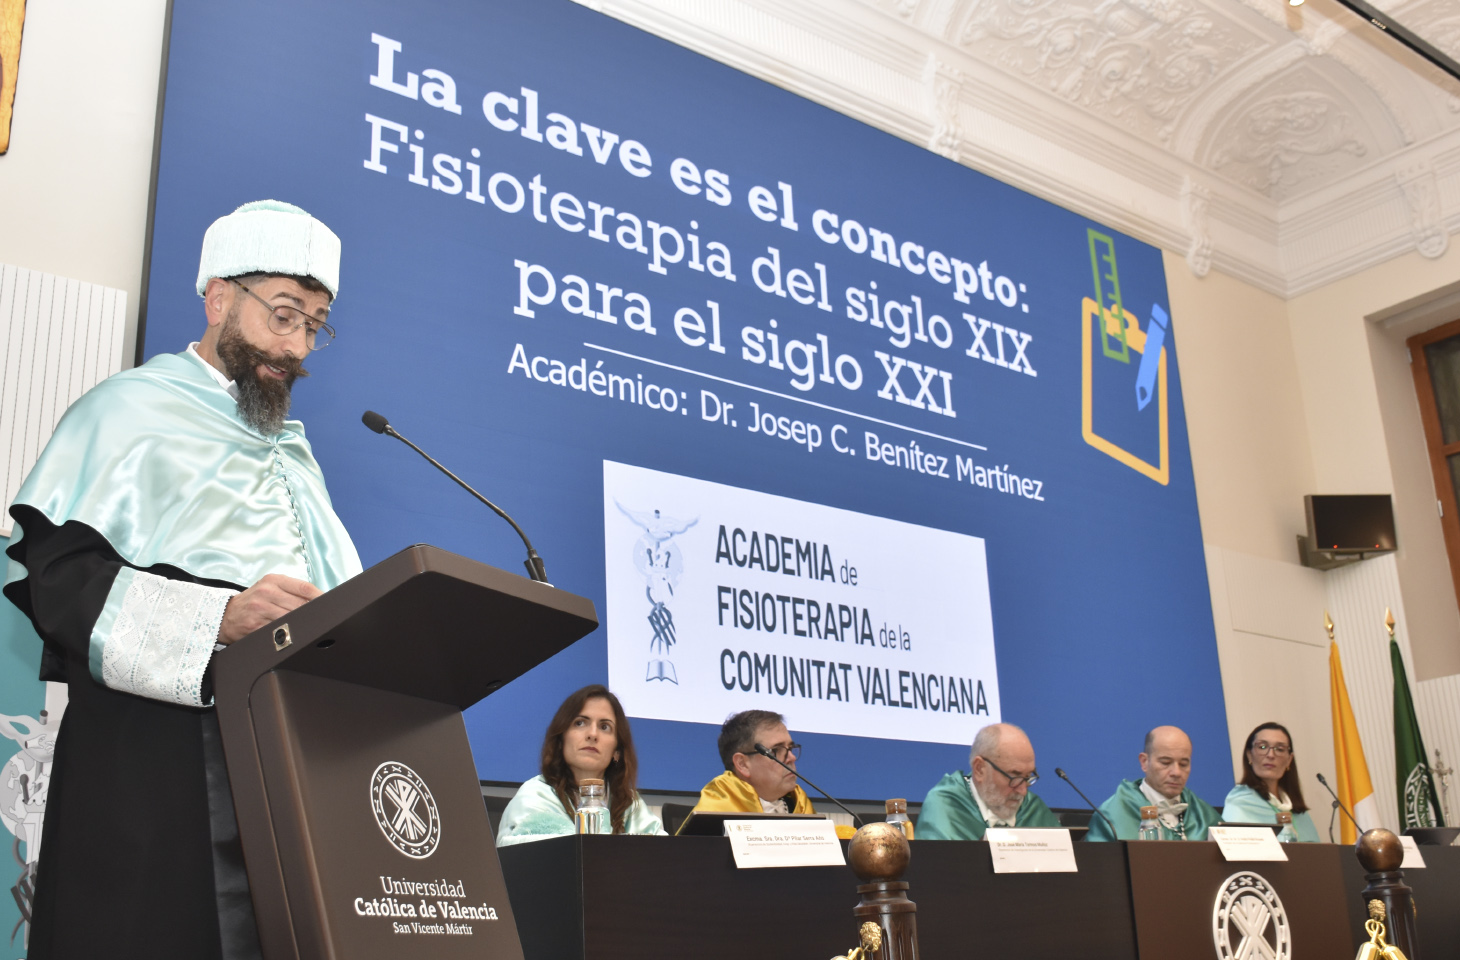 La clave es el concepto:
Fisioterapia del siglo XIX
para el siglo XXI
Académico: Dr. Josep C. Benítez Martínez
ACADEMIA de
FISIOTERAPIA de la
COMUNITAT VALENCIANA
Universidad
Católica de Valencia
San Vicente Mártir